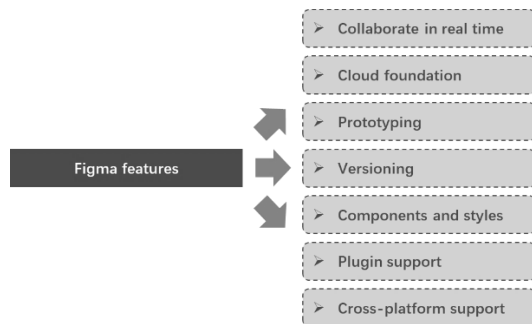 Figma features
Collaborate in real time
Cloud foundation
Prototyping
Versioning
Components and styles
Plugin support
Cross-platform support